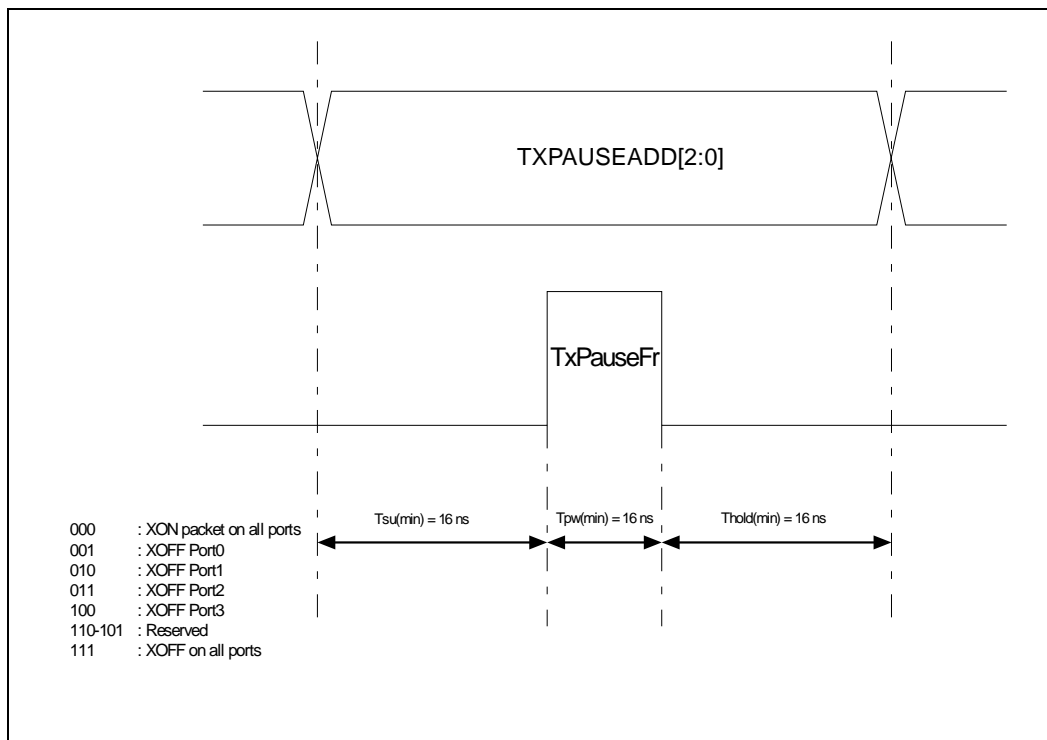 TXPAUSEADD[2:0]
TxPauseFr
Tsu(min) = 16 ns
Tpw(min) = 16 ns
Thold(min) = 16 ns
000 : XON packet on all ports
001 : XOFF Port0
010 : XOFF Port1
011 : XOFF Port2
100 : XOFF Port3
110-101 : Reserved
111 : XOFF on all ports